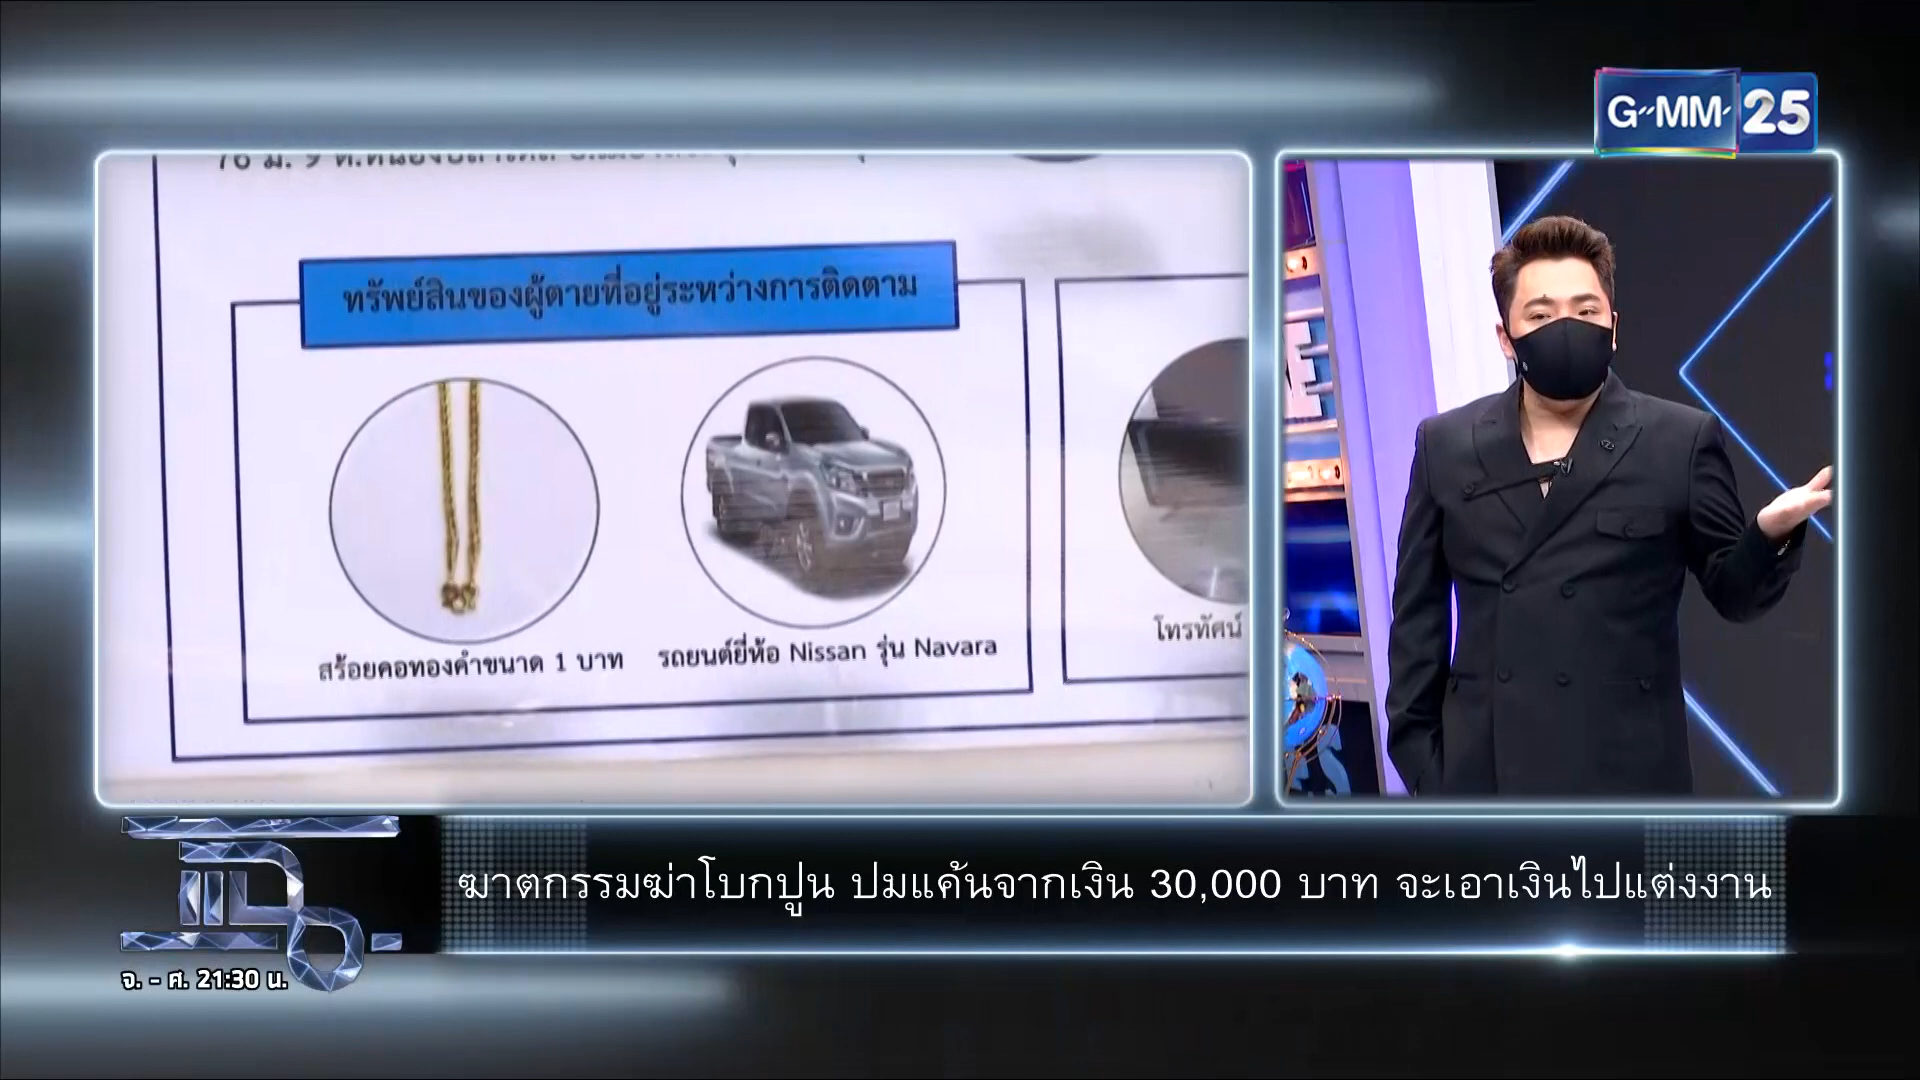 G MM 25
76 ม. 9 ต.
ทรัพย์สินของผู้ตายที่อยู่ระหว่างการติดตาม
สร้อยคอทองคำขนาด 1 บาท
รถยนต์ยี่ห้อ Nissan รุ่น Navara
โทรทัศน์
ฆาตกรรมฆ่าโบกปูน ปมแค้นจากเงิน 30,000 บาท จะเอาเงินไปแต่งงาน
จ. - ศ. 21:30 น.